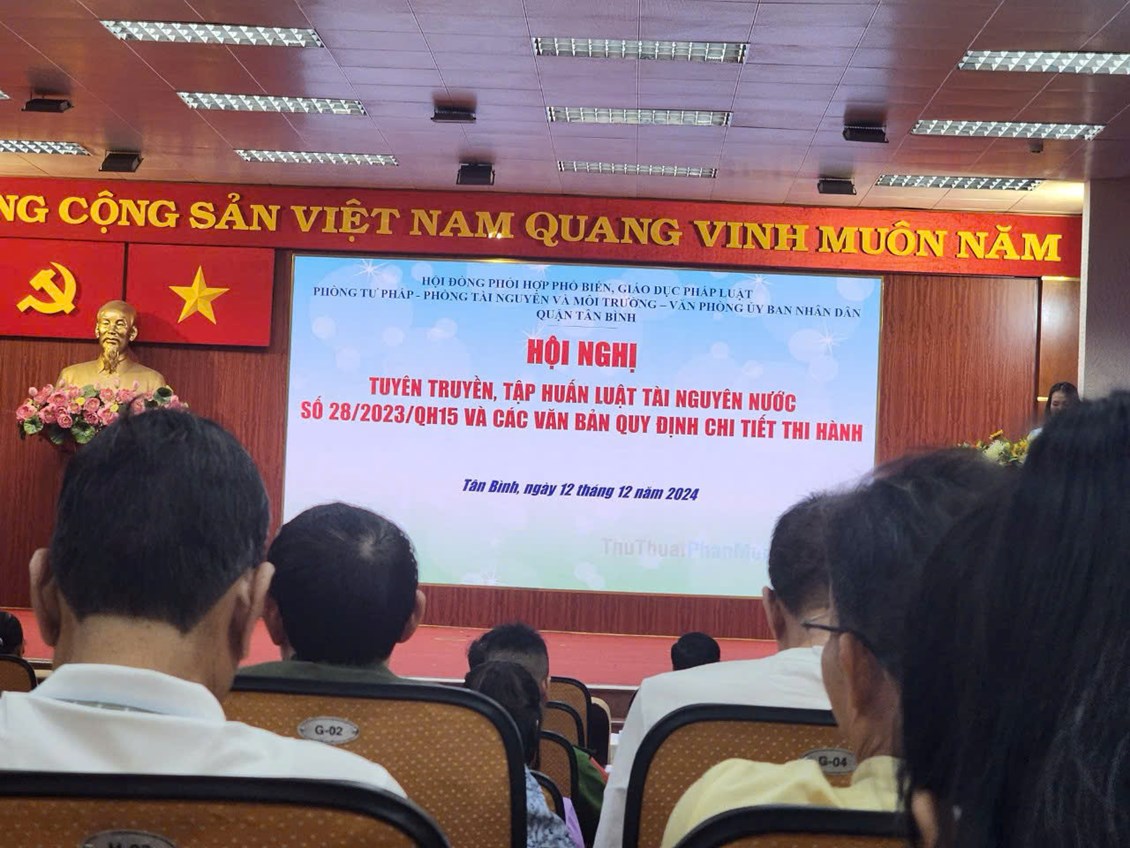 NG CỘNG SẢN VIỆT NAM QUANG VINH MUÔN NĂM
HỘI ĐỒNG PHỐI HỢP PHỔ BIẾN, GIÁO DỤC PHÁP LUẬT
PHÒNG TƯ PHÁP - PHÒNG TÀI NGUYÊN VÀ MÔI TRƯỜNG – VĂN PHÒNG ỦY BAN NHÂN DÂN
QUẬN TÂN BÌNH
HỘI NGHỊ
TUYÊN TRUYỀN, TẬP HUẤN LUẬT TÀI NGUYÊN NƯỚC
SỐ 28/2023/QH15 VÀ CÁC VĂN BẢN QUY ĐỊNH CHI TIẾT THI HÀNH
Tân Bình, ngày 12 tháng 12 năm 2024
ThuThuatPhanMe
G-02
G-04